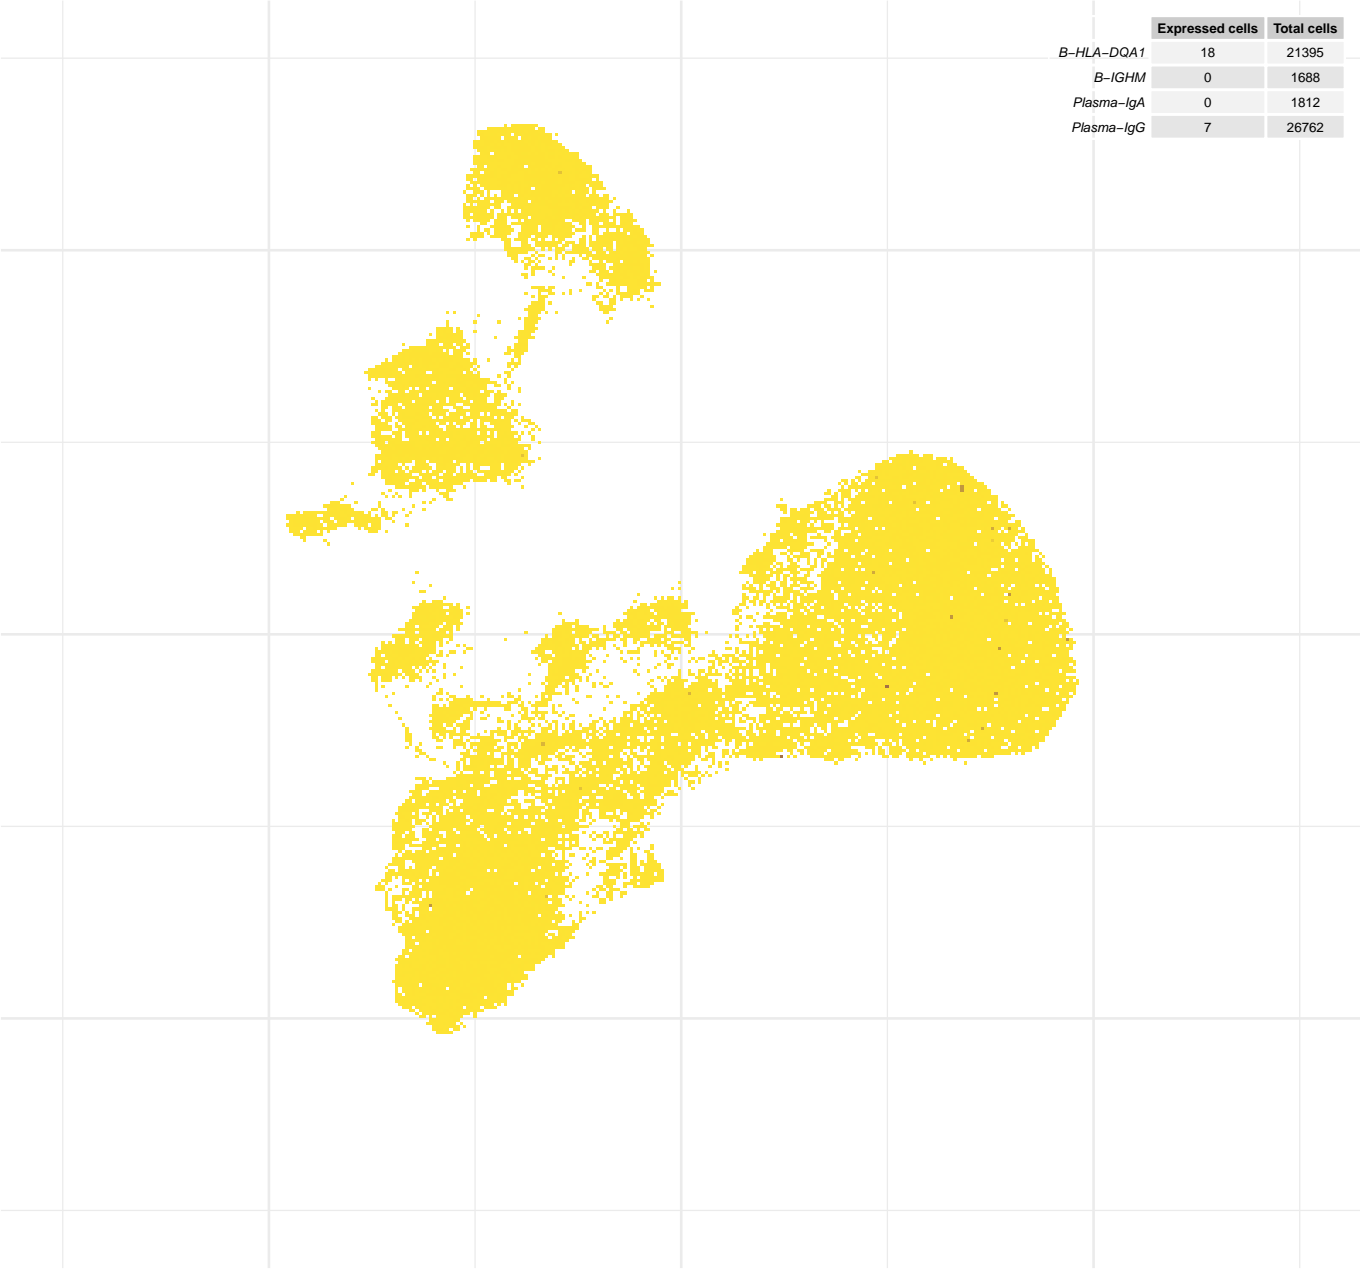 Expressed cells Total cells
B−HLA−DQA1 18 21395
B−IGHM 0 1688
Plasma−IgA 0 1812
Plasma−IgG 7 26762